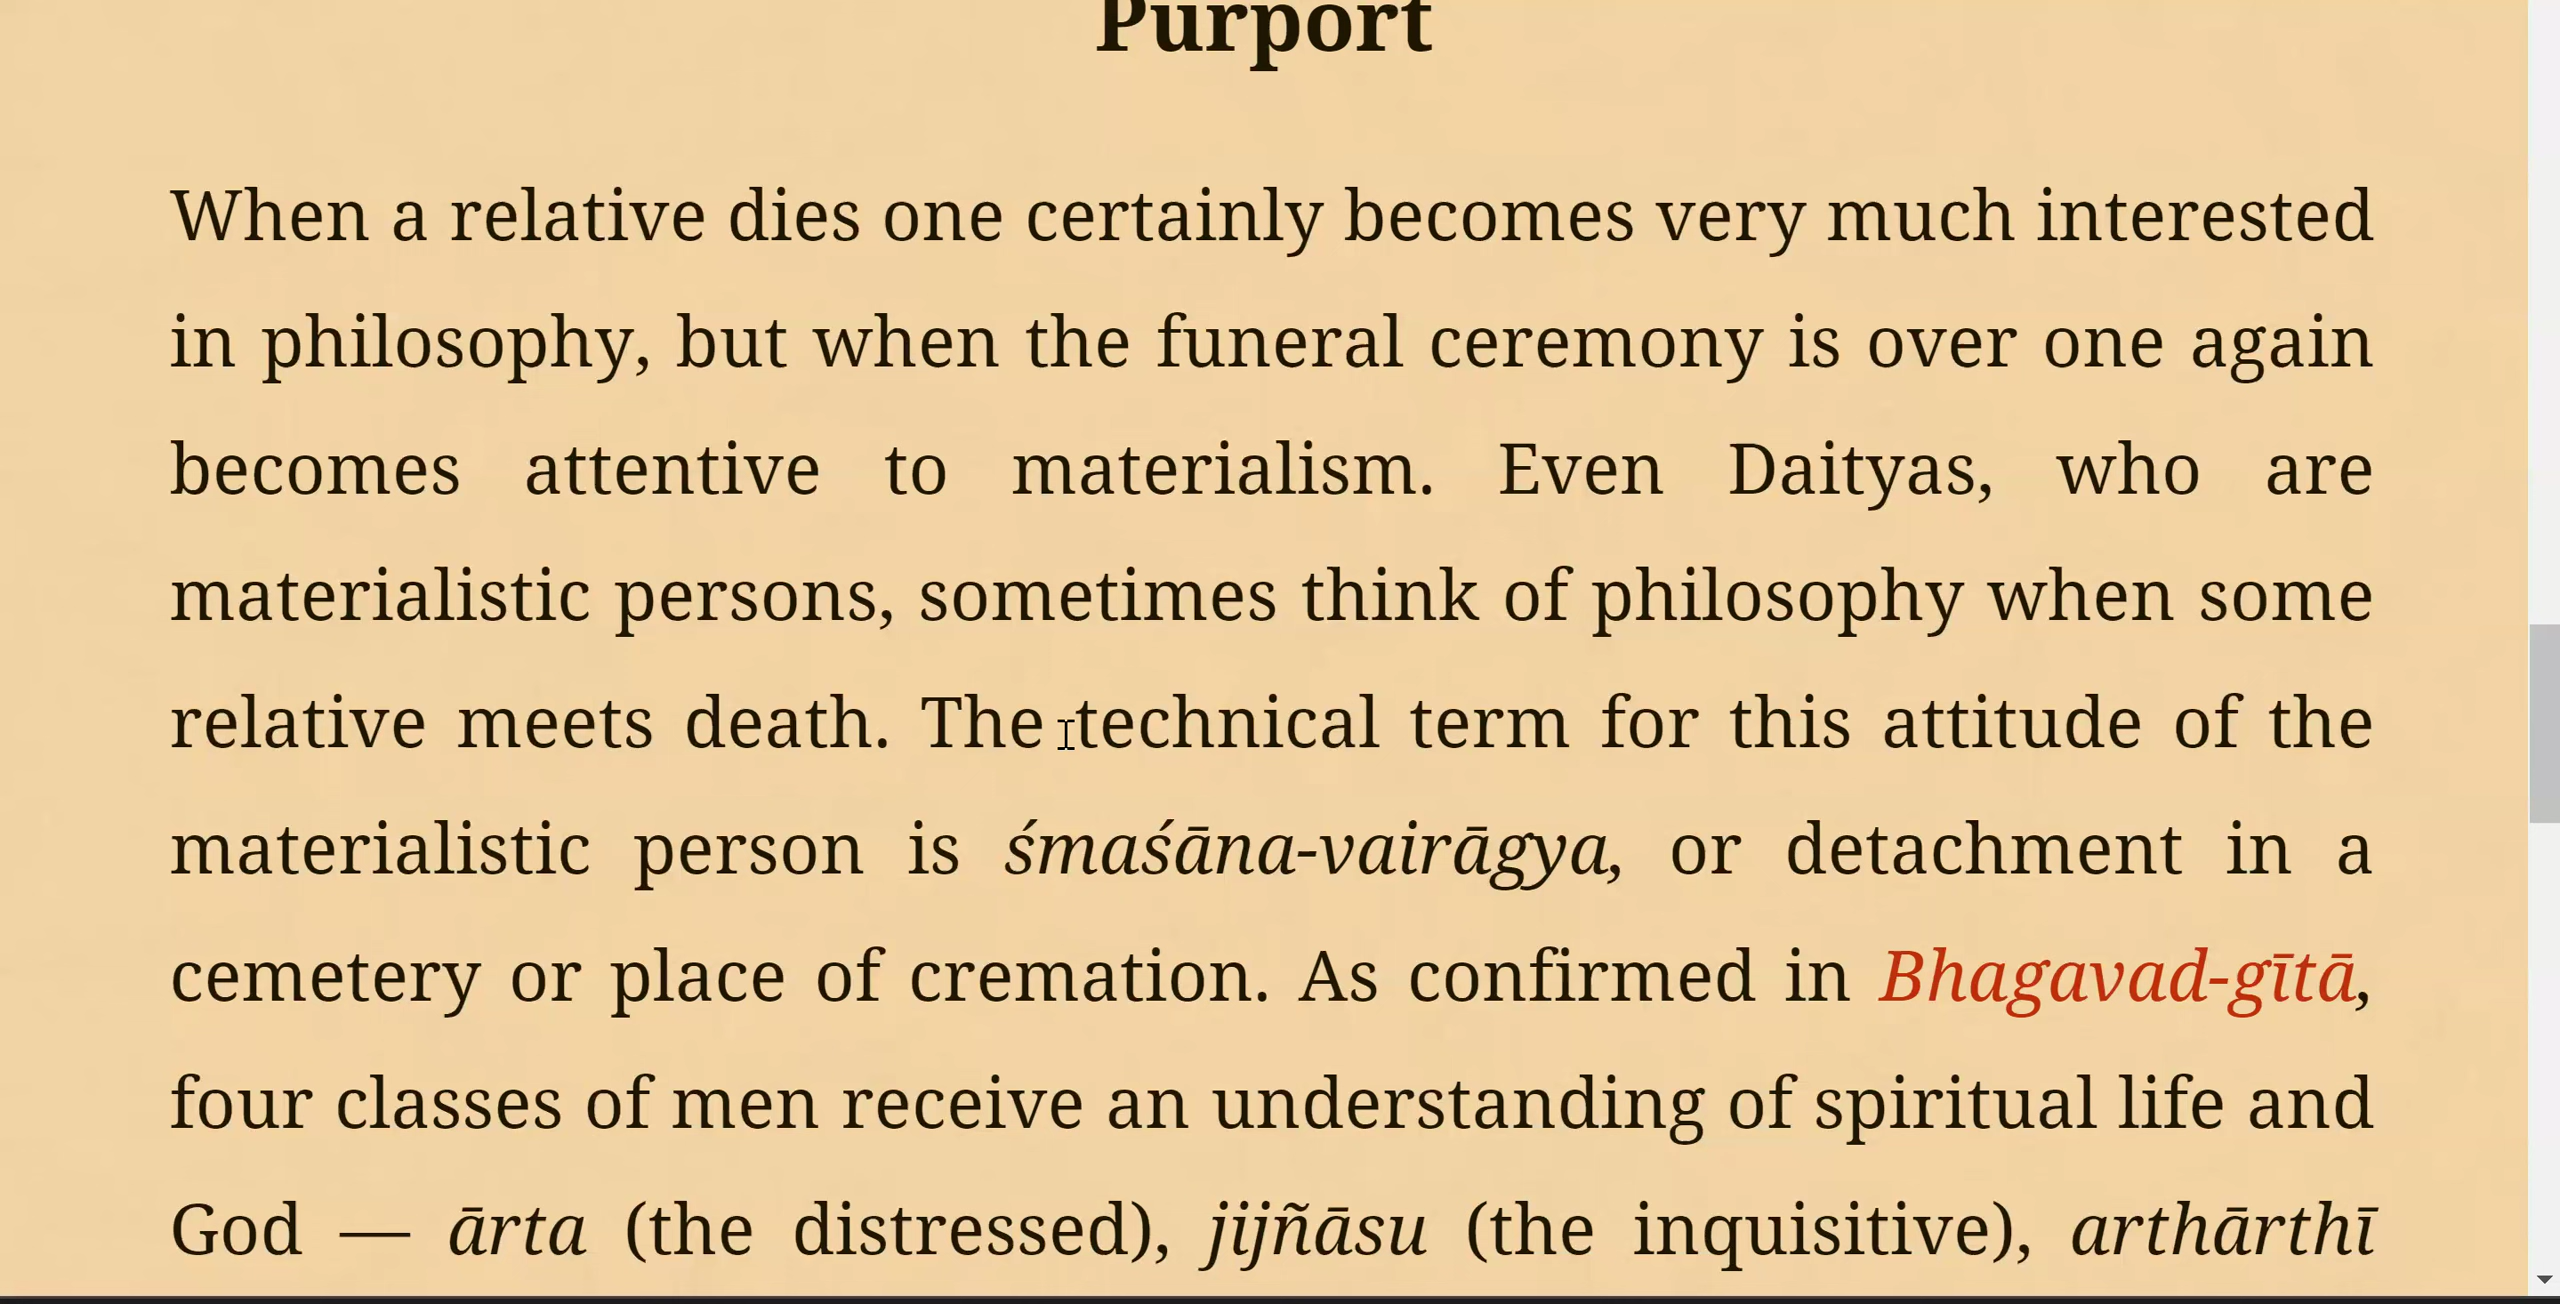 Purport
When a relative dies one certainly becomes very much interested
in philosophy, but when the funeral ceremony is over one again
becomes attentive to materialism. Even Daityas, who are
materialistic persons, sometimes think of philosophy when some
relative meets death. The technical term for this attitude of the
materialistic person is śmaśāna-vairāgya, or detachment in a
cemetery or place of cremation. As confirmed in Bhagavad-gītā,
four classes of men receive an understanding of spiritual life and
God — ārta (the distressed), jijñāsu (the inquisitive), arthārthī